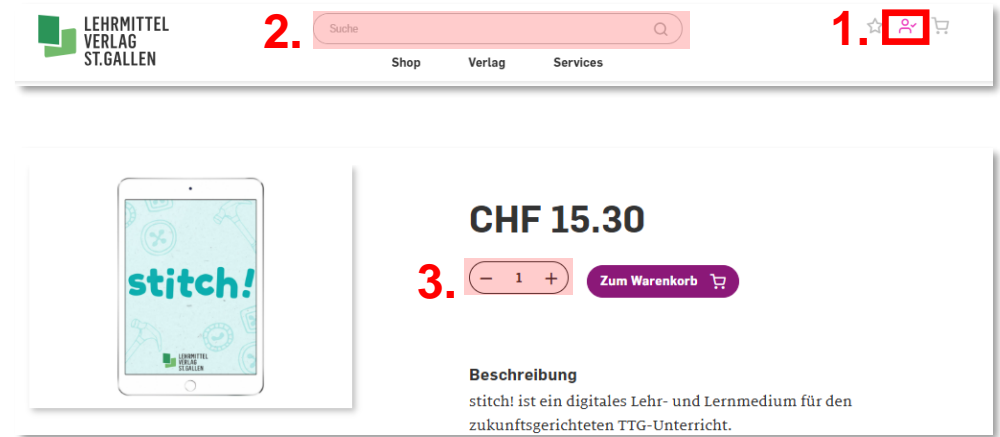 LEHRMITTEL
VERLAG
ST.GALLEN
2.
Suche
1.
Shop Verlag Services
stitch!
LEHRMITTEL
VERLAG
ST.GALLEN
CHF 15.30
3.
− 1 + Zum Warenkorb
Beschreibung
stitch! ist ein digitales Lehr- und Lernmedium für den
zukunftsgerichteten TTG-Unterricht.